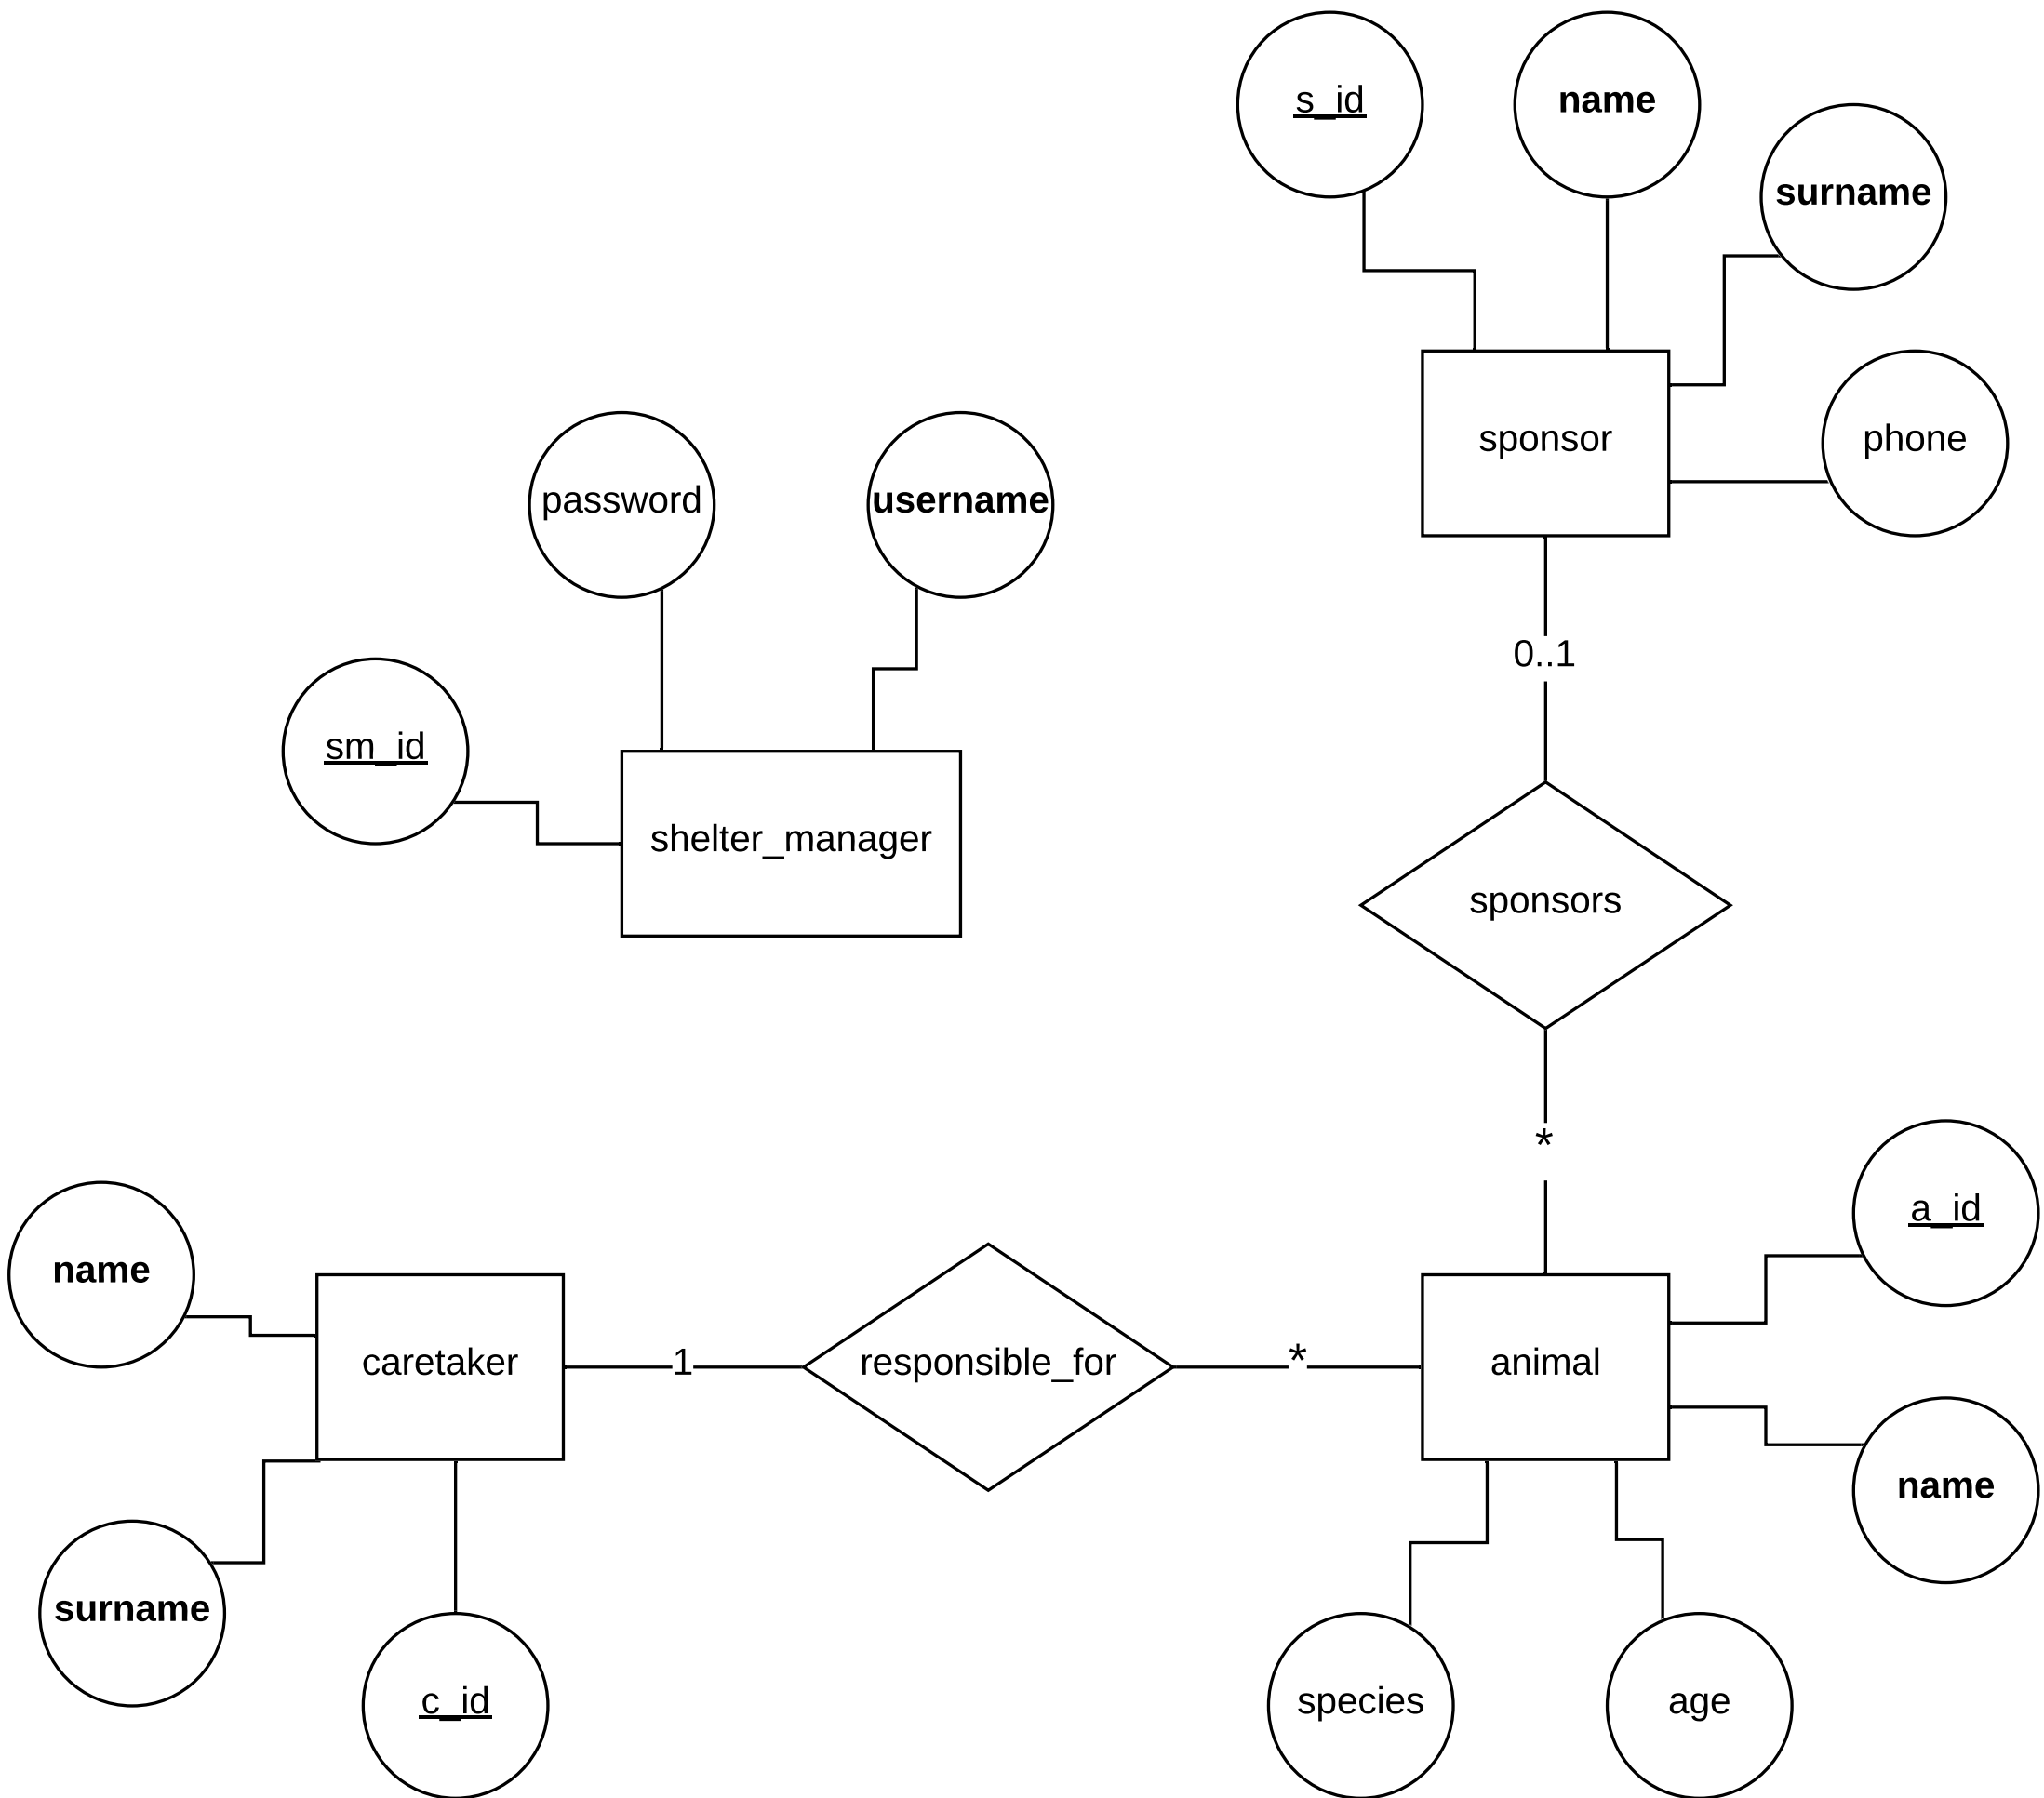 s_id
name
surname
sponsor
phone
password
username
0..1
sm_id
shelter_manager
sponsors
*
a_id
name
caretaker
1
responsible_for
*
animal
name
surname
c_id
species
age